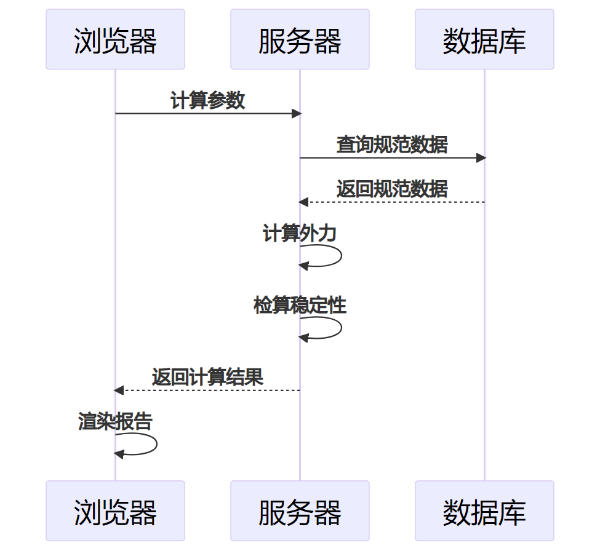 浏览器
服务器
数据库
计算参数
查询规范数据
返回规范数据
计算外力
检算稳定性
返回计算结果
渲染报告
浏览器
服务器
数据库